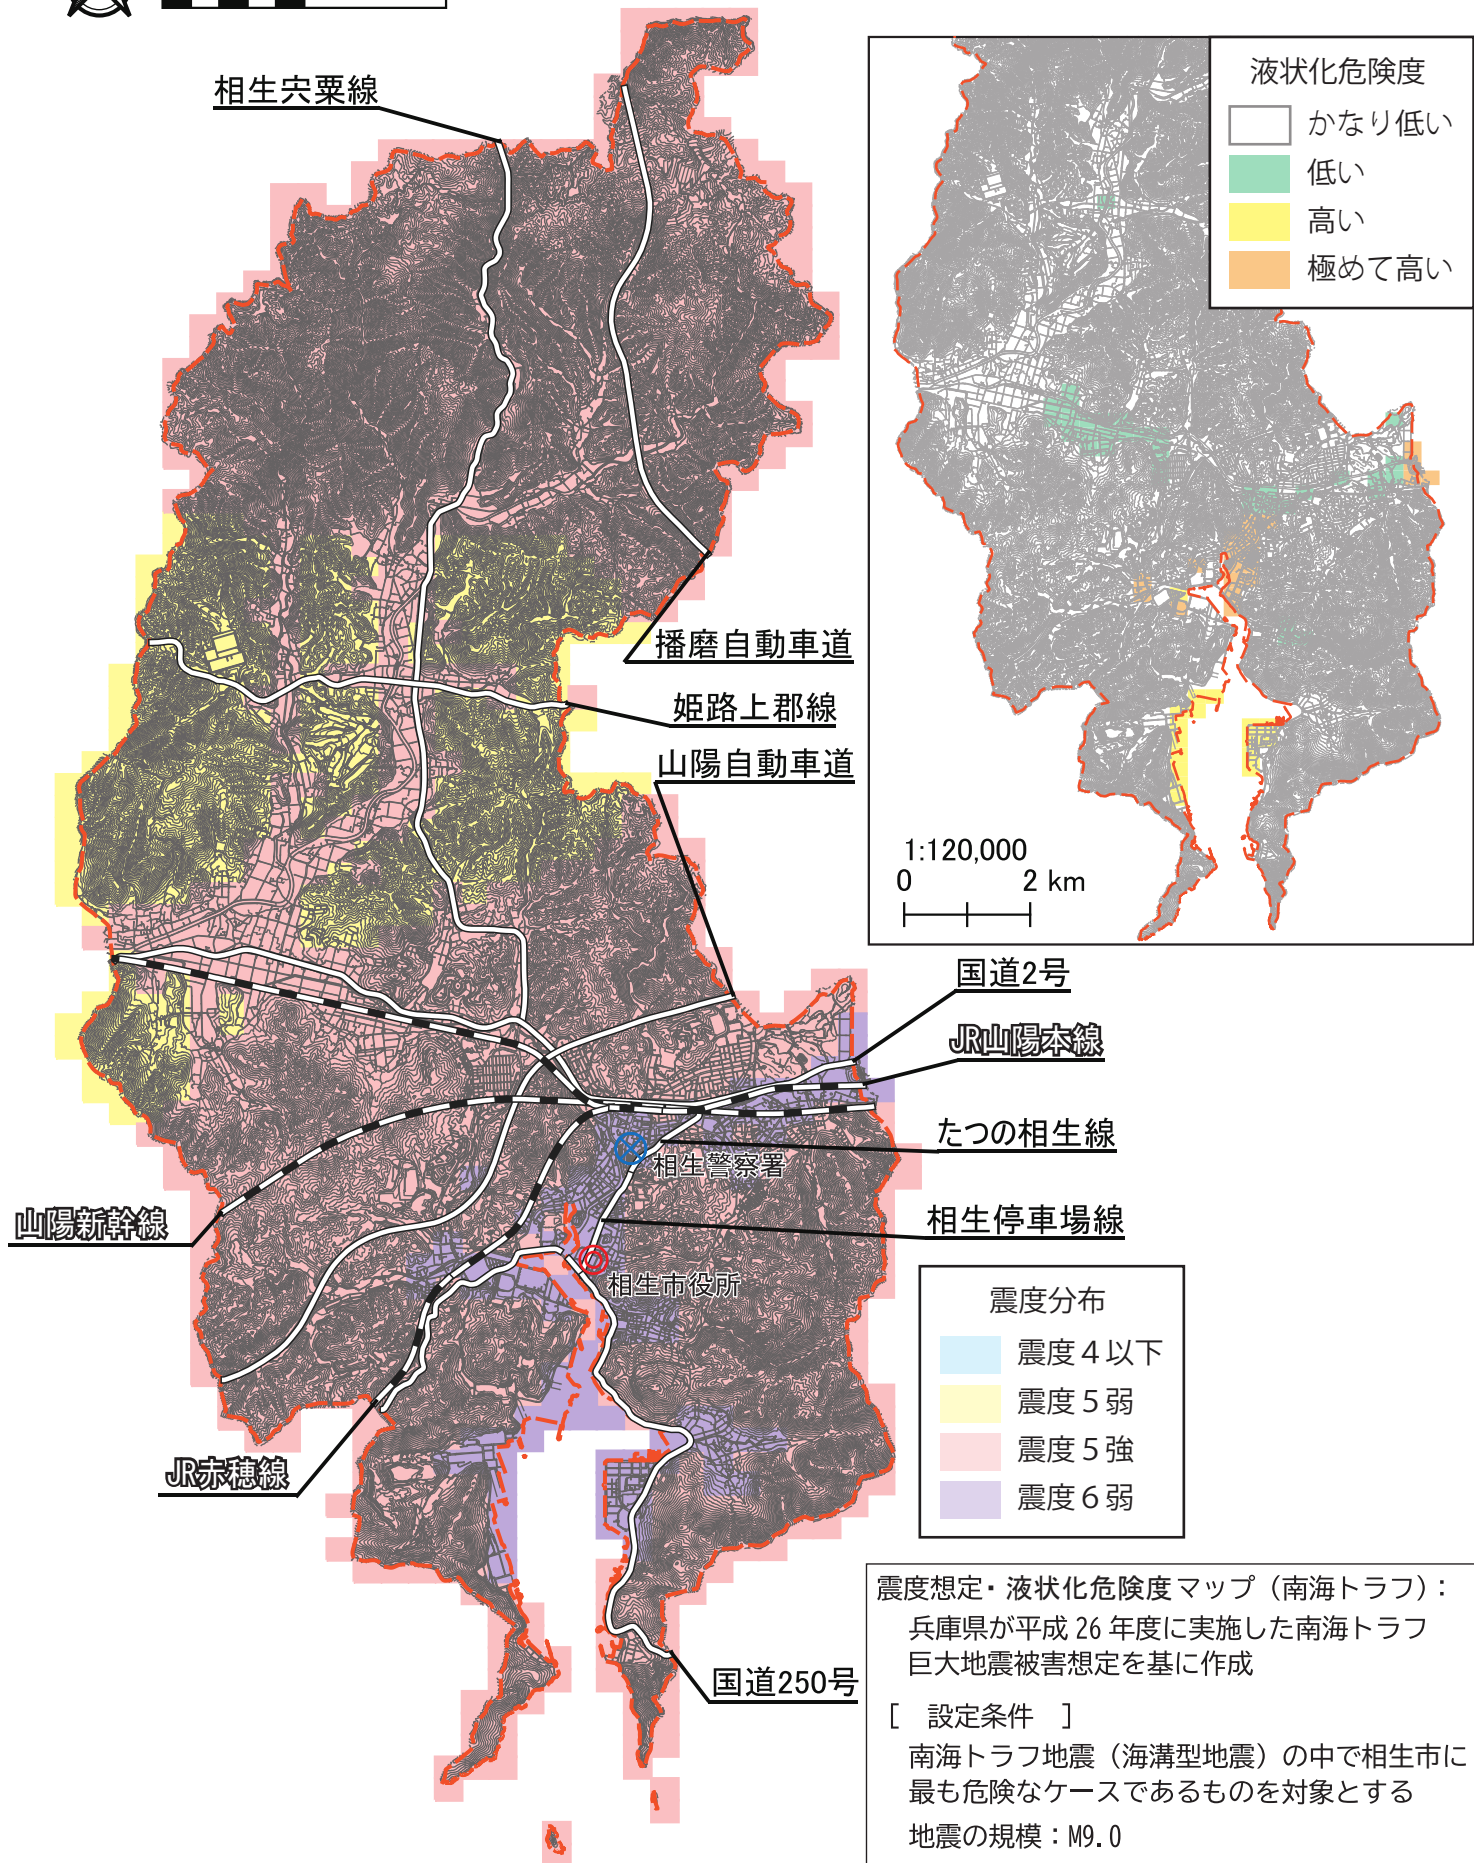 相生宍粟線
液状化危険度
かなり低い
低い
高い
極めて高い
播磨自動車道
姫路上郡線
山陽自動車道
1:120,000
0 2 km
国道2号
JR山陽本線
たつの相生線
相生警察署
相生停車場線
山陽新幹線
相生市役所
震度分布
震度４以下
震度５弱
震度５強
震度６弱
JR赤穂線
国道250号
震度想定・液状化危険度マップ（南海トラフ）：
兵庫県が平成 26 年度に実施した南海トラフ
巨大地震被害想定を基に作成
［　設定条件　］
南海トラフ地震（海溝型地震）の中で相生市に
最も危険なケースであるものを対象とする
地震の規模：M9.0